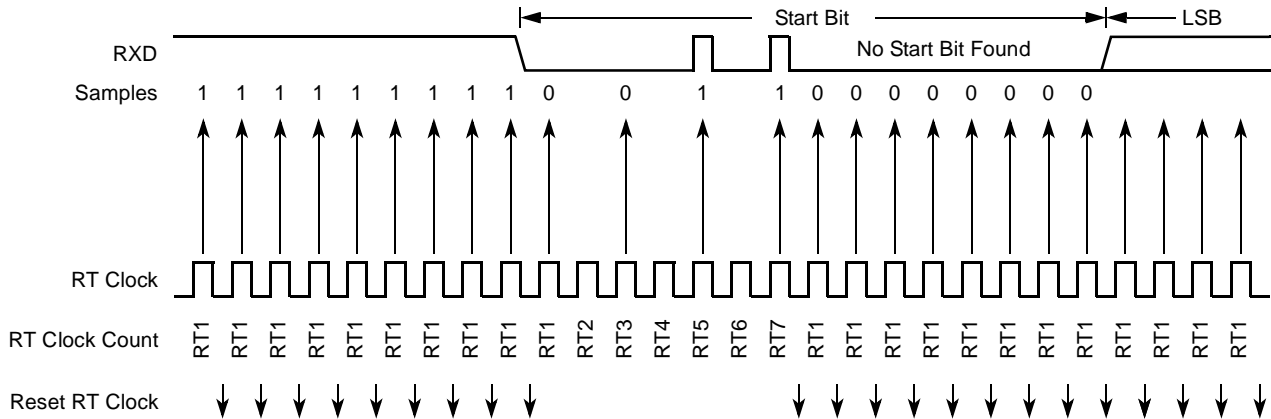 Start Bit
LSB
RXD
No Start Bit Found
Samples 1 1 1 1 1 1 1 1 1 0 0 1 1 0 0 0 0 0 0 0 0
RT Clock
RT Clock Count RT1 RT1 RT1 RT1 RT1 RT1 RT1 RT1 RT1 RT1 RT2 RT3 RT4 RT5 RT6 RT7 RT1 RT1 RT1 RT1 RT1 RT1 RT1 RT1 RT1 RT1 RT1 RT1
Reset RT Clock